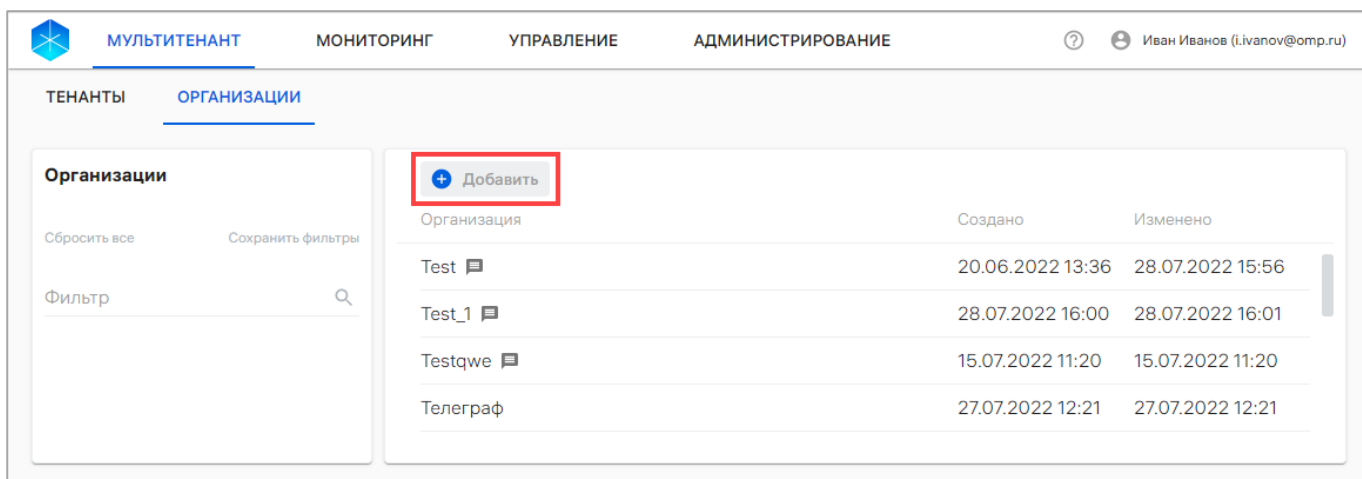 МУЛЬТИТЕНАНТ МОНИТОРИНГ УПРАВЛЕНИЕ АДМИНИСТРИРОВАНИЕ Иван Иванов (i.ivanov@omp.ru)
ТЕНАНТЫ ОРГАНИЗАЦИИ
Организации
Добавить
Сбросить все Сохранить фильтры
Фильтр
Организация Создано Изменено
Test 20.06.2022 13:36 28.07.2022 15:56
Test_1 28.07.2022 16:00 28.07.2022 16:01
Testqwe 15.07.2022 11:20 15.07.2022 11:20
Телеграф 27.07.2022 12:21 27.07.2022 12:21